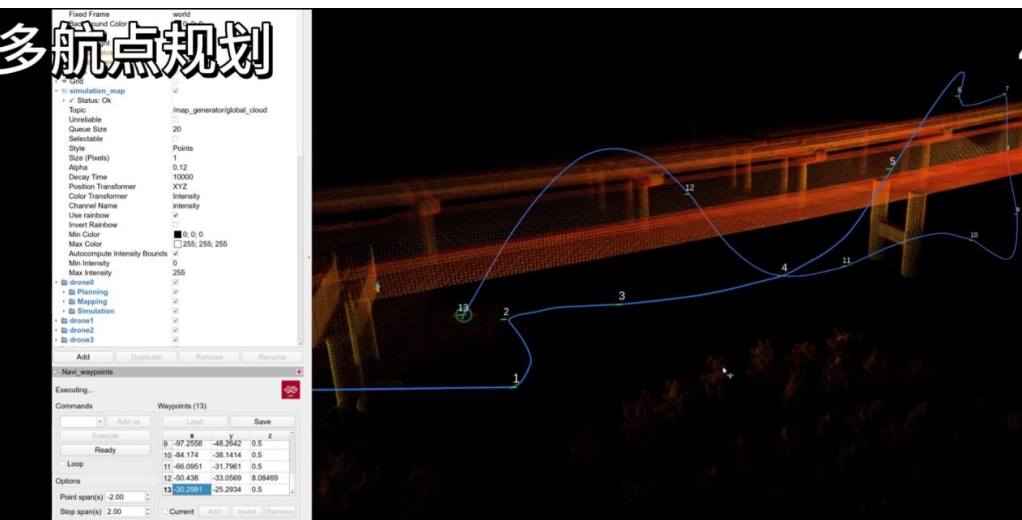 Fixed Frame world
多航点规划
Grid
simulation_map
Status: Ok
Topic /map_generator/global_cloud
Unreliable
Queue Size 20
Selectable
Style Points
Size (Pixels) 1
Alpha 0.12
Decay Time 10000
Position Transformer XYZ
Color Transformer Intensity
Channel Name intensity
Use rainbow
Invert Rainbow
Min Color 0; 0; 0
Max Color 255; 255; 255
Autocompute Intensity Bounds
Min Intensity 0
Max Intensity 255
drone0
Planning
Mapping
Simulation
drone1
drone2
drone3
Add Duplicate Remove Rename
Navi_waypoints
Executing...
Commands Waypoints (13)
Add no Load Save
Execute
Ready
Loop
Options
Point span(s) -2.00
Stop span(s) 2.00
x y z
9 -97.2558 -48.2642 0.5
10 -84.174 -38.1414 0.5
11 -66.0951 -31.7961 0.5
12 -50.438 -33.0569 8.08469
13 -30.2991 -25.2934 0.5
Current Add Insert Remove
6
7
5
12
9
10
11
4
3
13
2
1